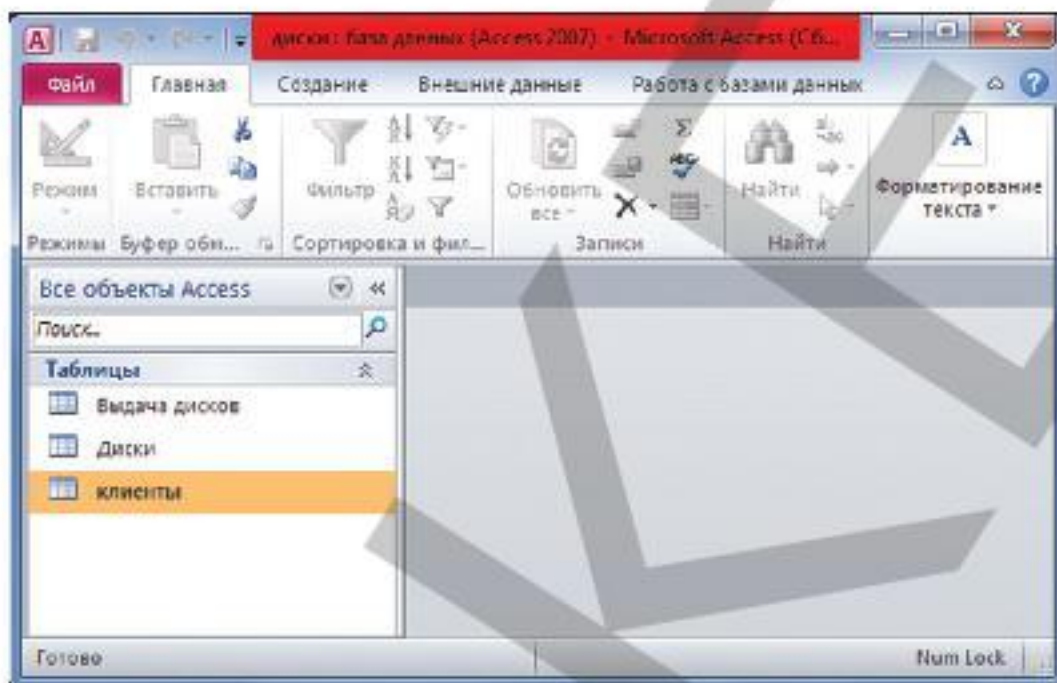 диски : база данных (Access 2007) - Microsoft Access (Сб...
Файл Главная Создание Внешние данные Работа с базами данных
Режим Вставить Фильтр Обновить все Найти Форматирование текста
Режимы Буфер обм... Сортировка и фил... Записи Найти
Все объекты Access
Поиск...
Таблицы
Выдача дисков
Диски
клиенты
Готово Num Lock